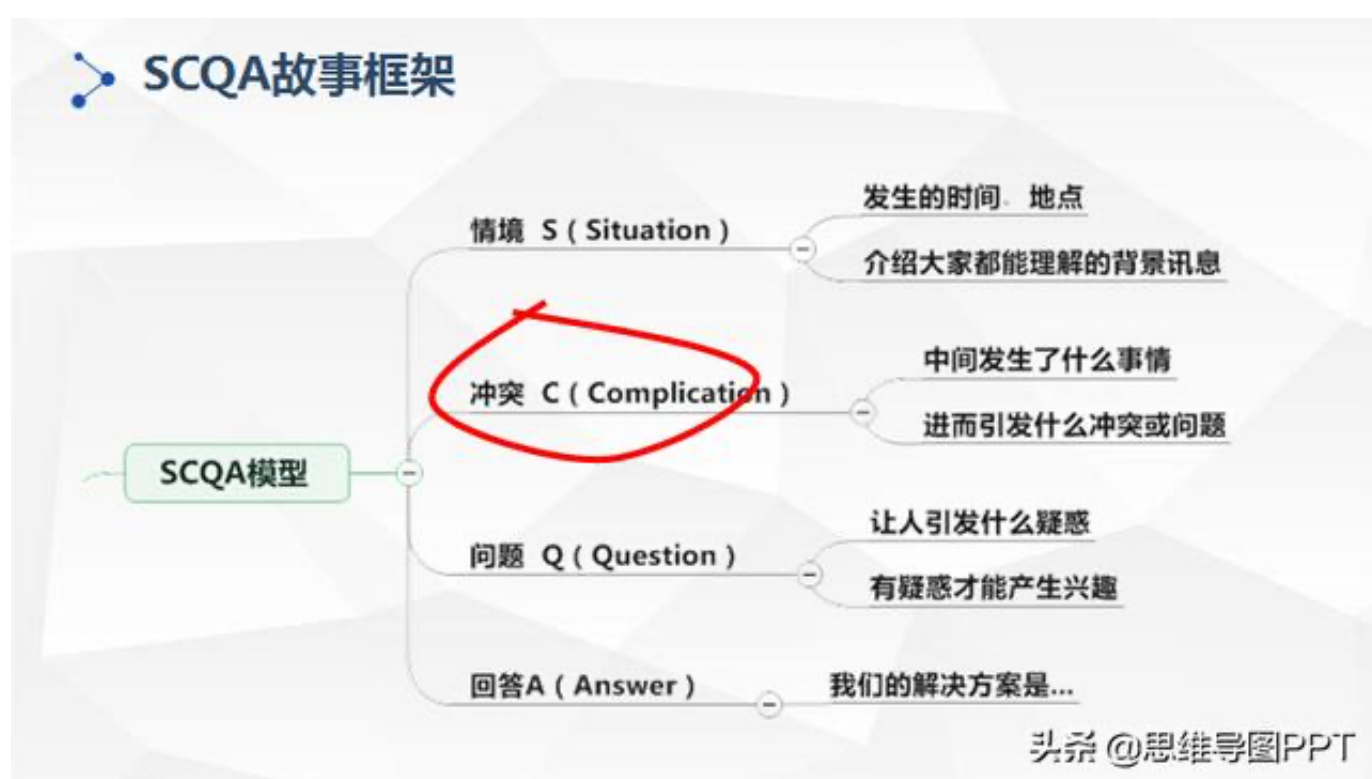 SCQA故事框架
发生的时间、地点
情境 S（Situation）
介绍大家都能理解的背景讯息
中间发生了什么事情
冲突 C（Complication）
进而引发什么冲突或问题
SCQA模型
让人引发什么疑惑
问题 Q（Question）
有疑惑才能产生兴趣
回答A（Answer）
我们的解决方案是...
头条 @思维导图PPT